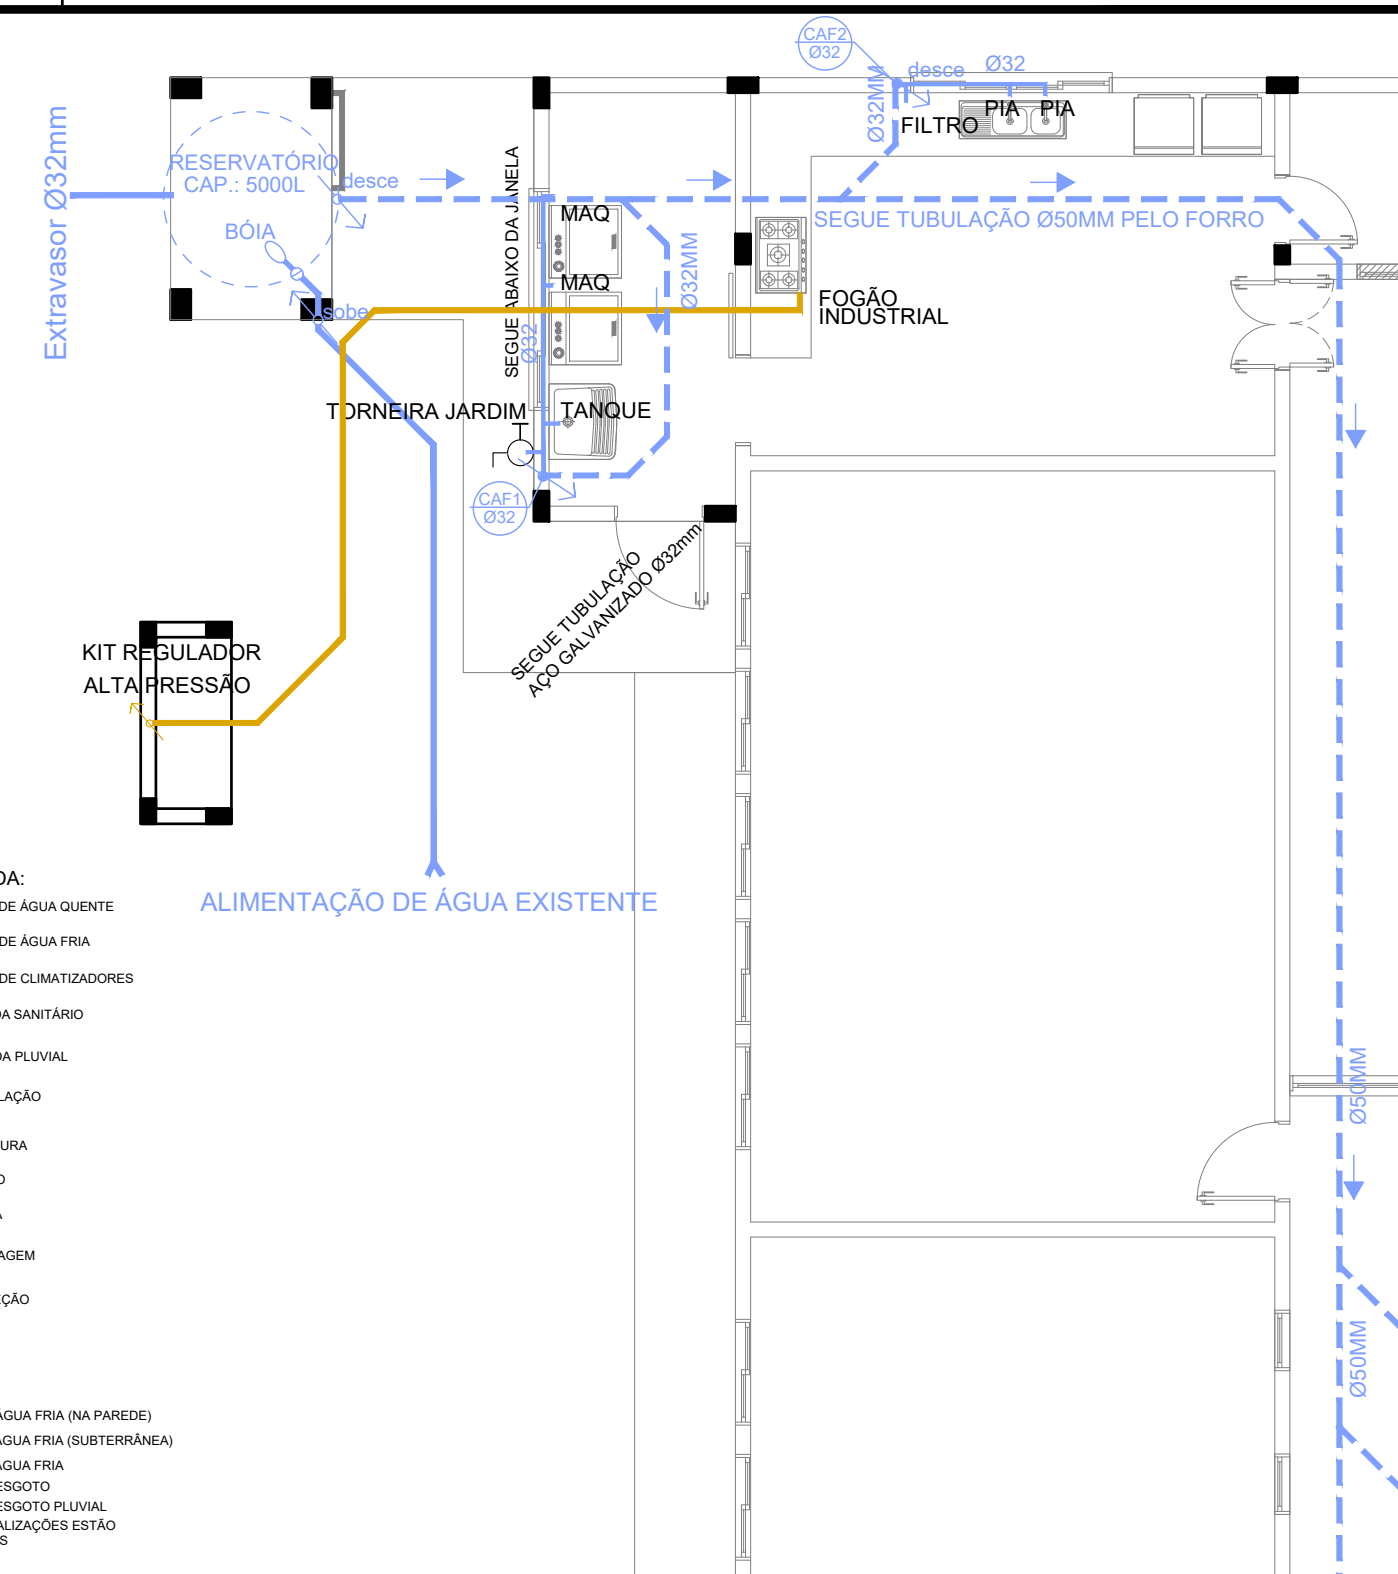 CAF2
Ø32
desce
Ø32
Ø32MM
PIA
PIA
FILTRO
Extravasor Ø32mm
RESERVATÓRIO
CAP.: 5000L
desce
BÓIA
sobe
SEGUE ABAIXO DA JANELA
Ø32
MAQ
MAQ
Ø32MM
SEGUE TUBULAÇÃO Ø50MM PELO FORRO
FOGÃO
INDUSTRIAL
TORNEIRA JARDIM
TANQUE
CAF1
Ø32
SEGUE TUBULAÇÃO
AÇO GALVANIZADO Ø32mm
KIT REGULADOR
ALTA PRESSÃO
ALIMENTAÇÃO DE ÁGUA EXISTENTE
Ø50MM
Ø50MM
DA:
DE ÁGUA QUENTE
DE ÁGUA FRIA
DE CLIMATIZADORES
DA SANITÁRIO
DA PLUVIAL
LAÇÃO
URA
O
A
AGEM
EÇÃO
ÁGUA FRIA (NA PAREDE)
ÁGUA FRIA (SUBTERRÂNEA)
ÁGUA FRIA
ESGOTO
ESGOTO PLUVIAL
ALIZAÇÕES ESTÃO
S